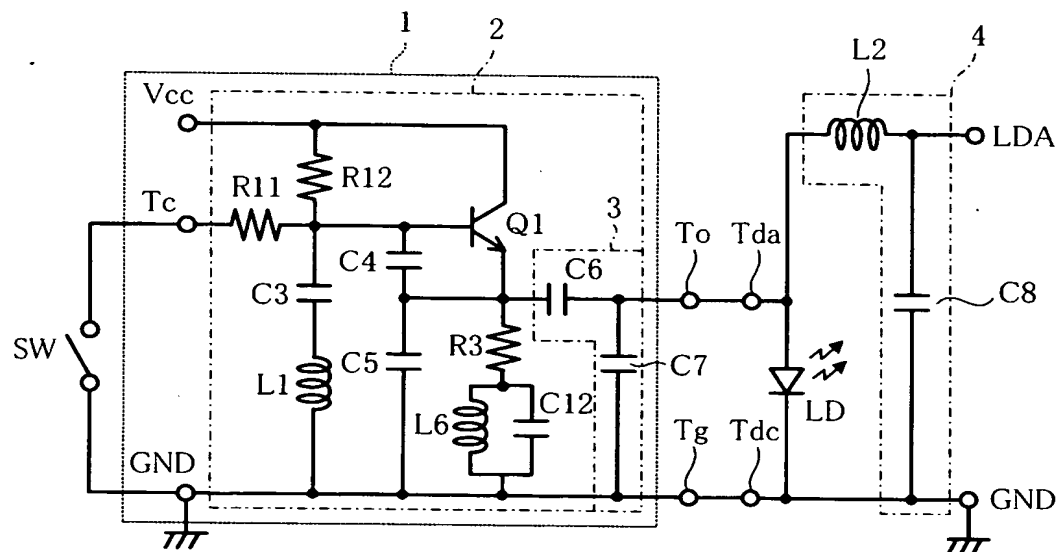 1
2
L2
4
Vcc
LDA
R11
R12
Tc
Q1
3
C4
To
Tda
C6
C3
C8
SW
R3
C5
C7
L1
C12
LD
L6
Tg
Tdc
GND
GND